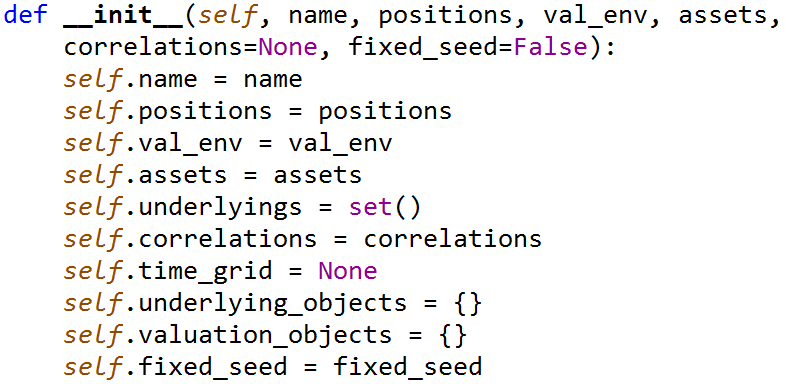 def __init__(self, name, positions, val_env, assets,
    correlations=None, fixed_seed=False):
    self.name = name
    self.positions = positions
    self.val_env = val_env
    self.assets = assets
    self.underlyings = set()
    self.correlations = correlations
    self.time_grid = None
    self.underlying_objects = {}
    self.valuation_objects = {}
    self.fixed_seed = fixed_seed